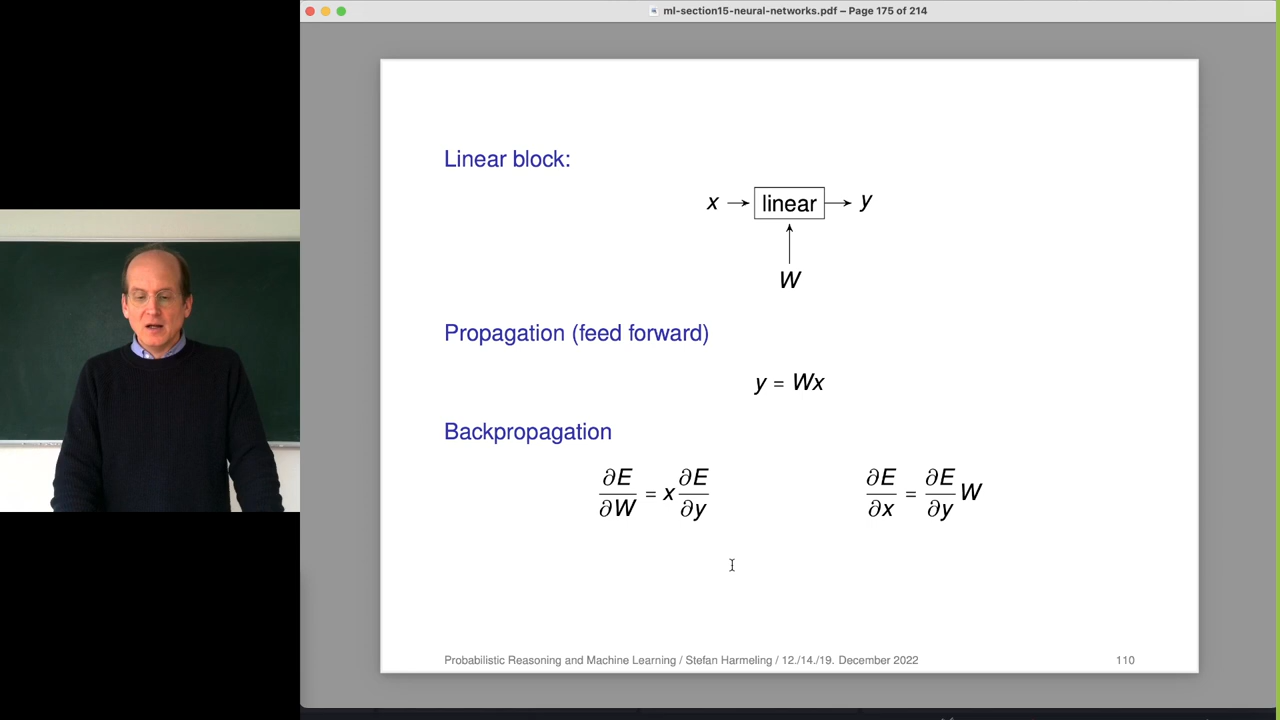 ml-section15-neural-networks.pdf – Page 175 of 214
Linear block:
x → linear → y
W
Propagation (feed forward)
y = Wx
Backpropagation
∂E/∂W = x ∂E/∂y    ∂E/∂x = ∂E/∂y W
Probabilistic Reasoning and Machine Learning / Stefan Harmeling / 12./14./19. December 2022 110